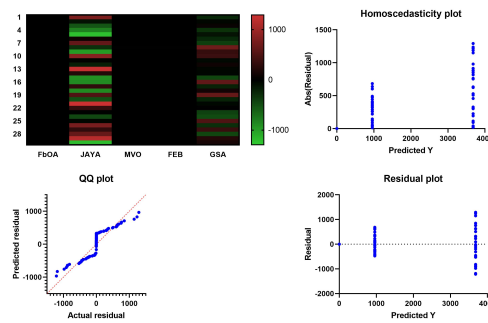 1
4
7
10
13
16
19
22
25
28
FbOA JAYA MVO FEB GSA
1000
0
-1000
Homoscedasticity plot
Abs(Residual)
1500
1000
500
0
0 1000 2000 3000 4000
Predicted Y
QQ plot
Predicted residual
1000
0
-1000
-1000 0 1000
Actual residual
Residual plot
Residual
2000
1000
0
-1000
-2000
0 1000 2000 3000 400
Predicted Y